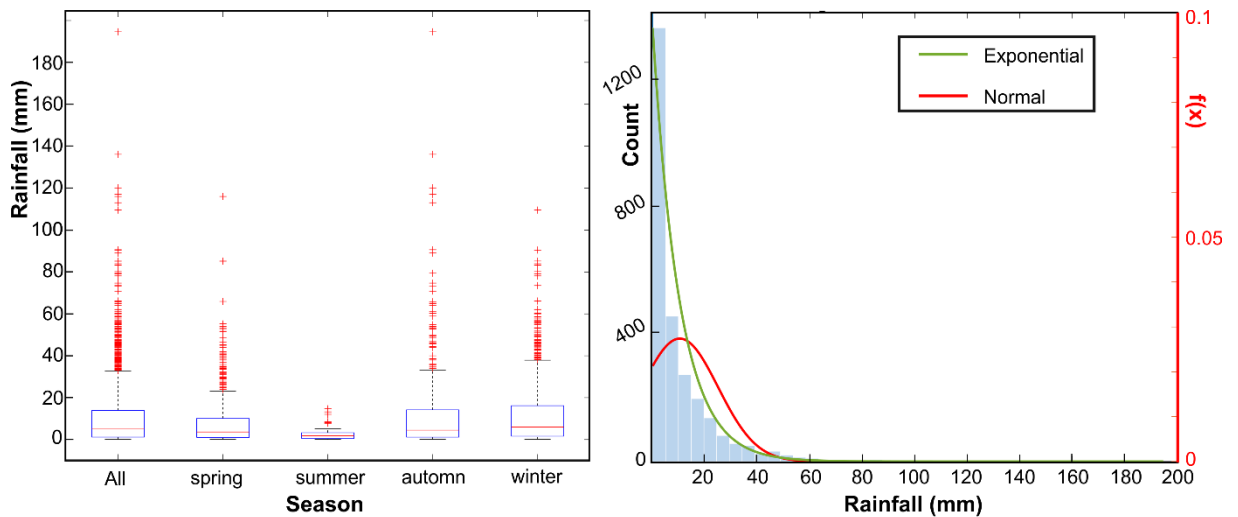 Rainfall (mm)
180
160
140
120
100
80
60
40
20
0
All
spring
summer
automn
winter
Season
Count
1200
800
400
0
Exponential
Normal
f(x)
0.1
0.05
0
20
40
60
80
100
120
140
160
180
200
Rainfall (mm)